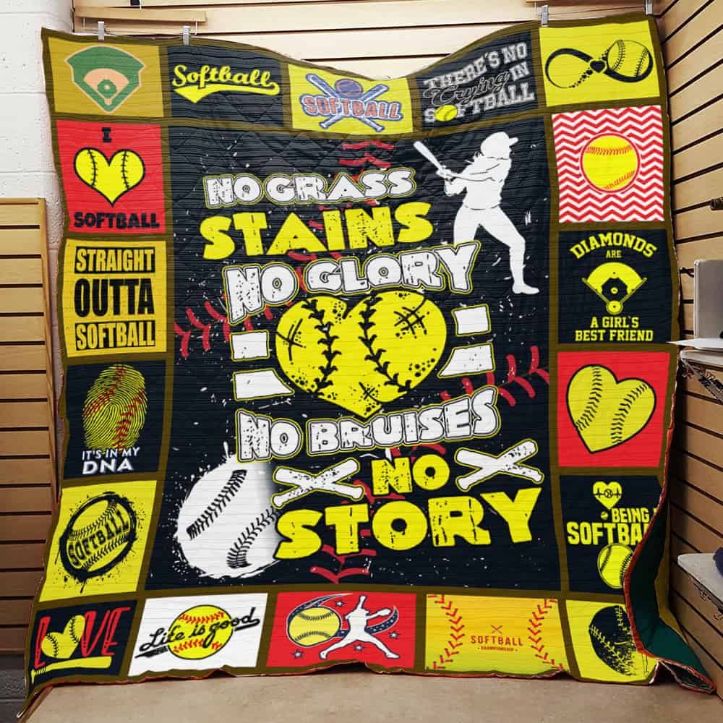 Softball
SOFTBALL
THERE'S NO
Crying IN
SOFTBALL
I
SOFTBALL
NO GRASS
STAINS
NO GLORY
NO BRUISES
NO
STORY
DIAMONDS
ARE
A GIRL'S
BEST FRIEND
STRAIGHT
OUTTA
SOFTBALL
IT'S IN MY
DNA
BEING
SOFTBA
SOFTBALL
LOVE
Life is good
SOFTBALL
CHAMPIONSHIP